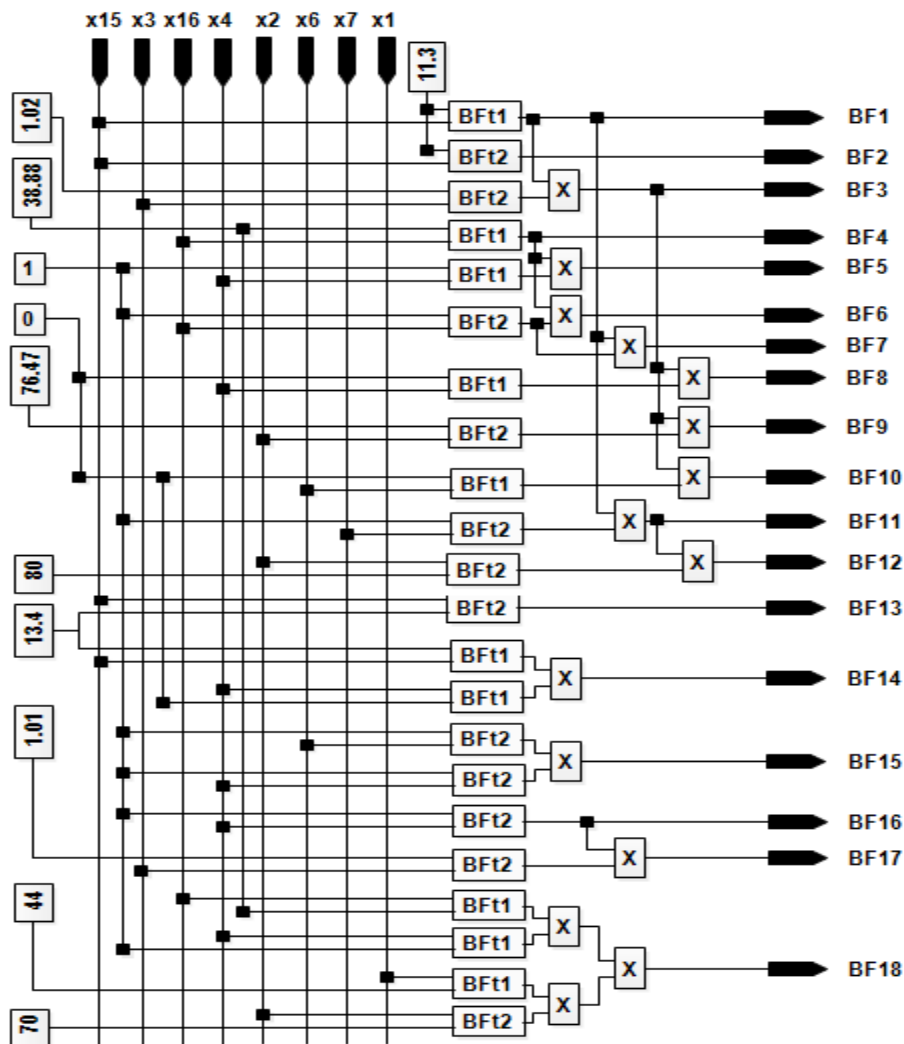 x15 x3 x16 x4 x2 x6 x7 x1
11.3
1.02
BFt1 BF1
BFt2 BF2
38.88
BFt2 X BF3
BFt1 BF4
1
BFt1 X BF5
0
BFt2 X BF6
X BF7
76.47
BFt1 X BF8
BFt2 X BF9
BFt1 X BF10
BFt2 X BF11
80
BFt2 X BF12
13.4
BFt2 BF13
BFt1
X BF14
BFt1
1.01
BFt2
X BF15
BFt2
BFt2 BF16
BFt2 X BF17
44
BFt1
X
BFt1
X BF18
BFt1
X
70
BFt2